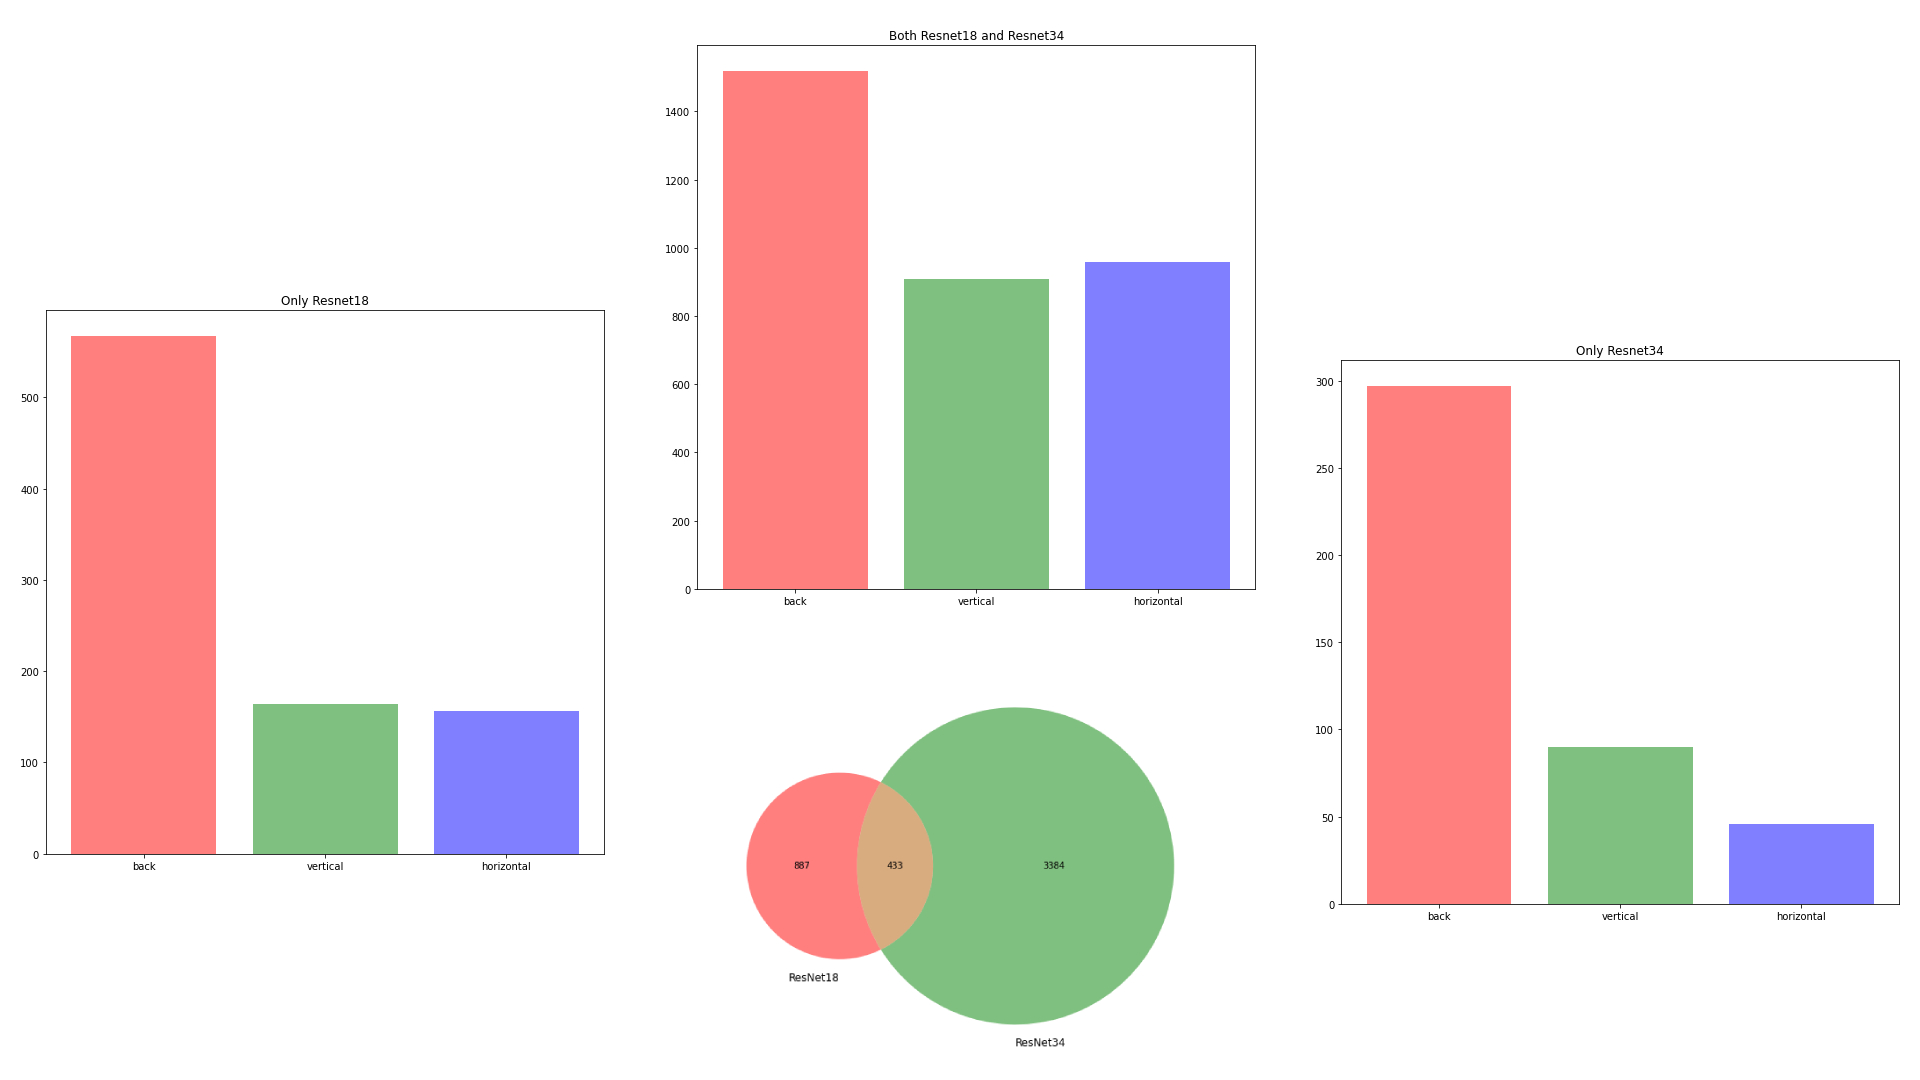 Both Resnet18 and Resnet34
1400
1200
1000
800
600
400
200
0
back vertical horizontal
Only Resnet18
500
400
300
200
100
0
back vertical horizontal
Only Resnet34
300
250
200
150
100
50
0
back vertical horizontal
887 433 3384
ResNet18
ResNet34